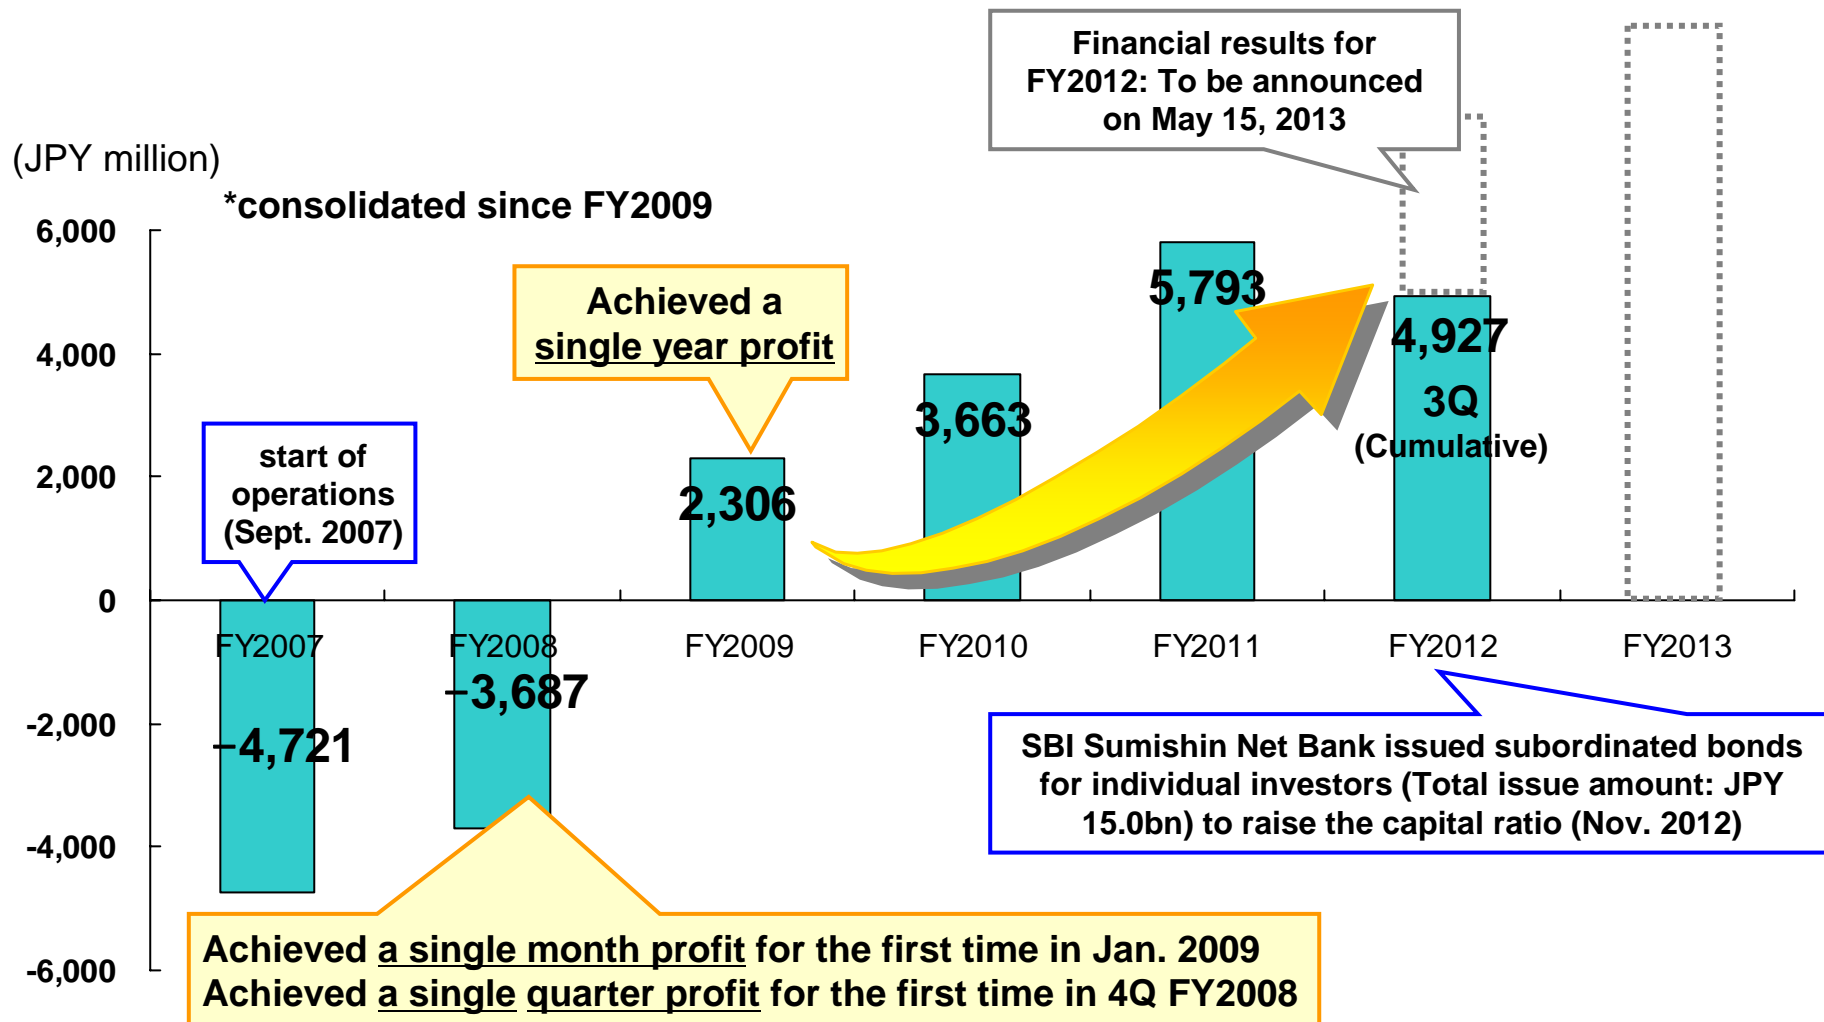 Financial results for
FY2012: To be announced
on May 15, 2013
(JPY million)
*consolidated since FY2009
6,000
4,000
2,000
0
-2,000
-4,000
-6,000
Achieved a
single year profit
start of
operations
(Sept. 2007)
5,793
4,927
3Q
(Cumulative)
3,663
2,306
FY2007
FY2008
FY2009
FY2010
FY2011
FY2012
FY2013
−3,687
−4,721
SBI Sumishin Net Bank issued subordinated bonds
for individual investors (Total issue amount: JPY
15.0bn) to raise the capital ratio (Nov. 2012)
Achieved a single month profit for the first time in Jan. 2009
Achieved a single quarter profit for the first time in 4Q FY2008